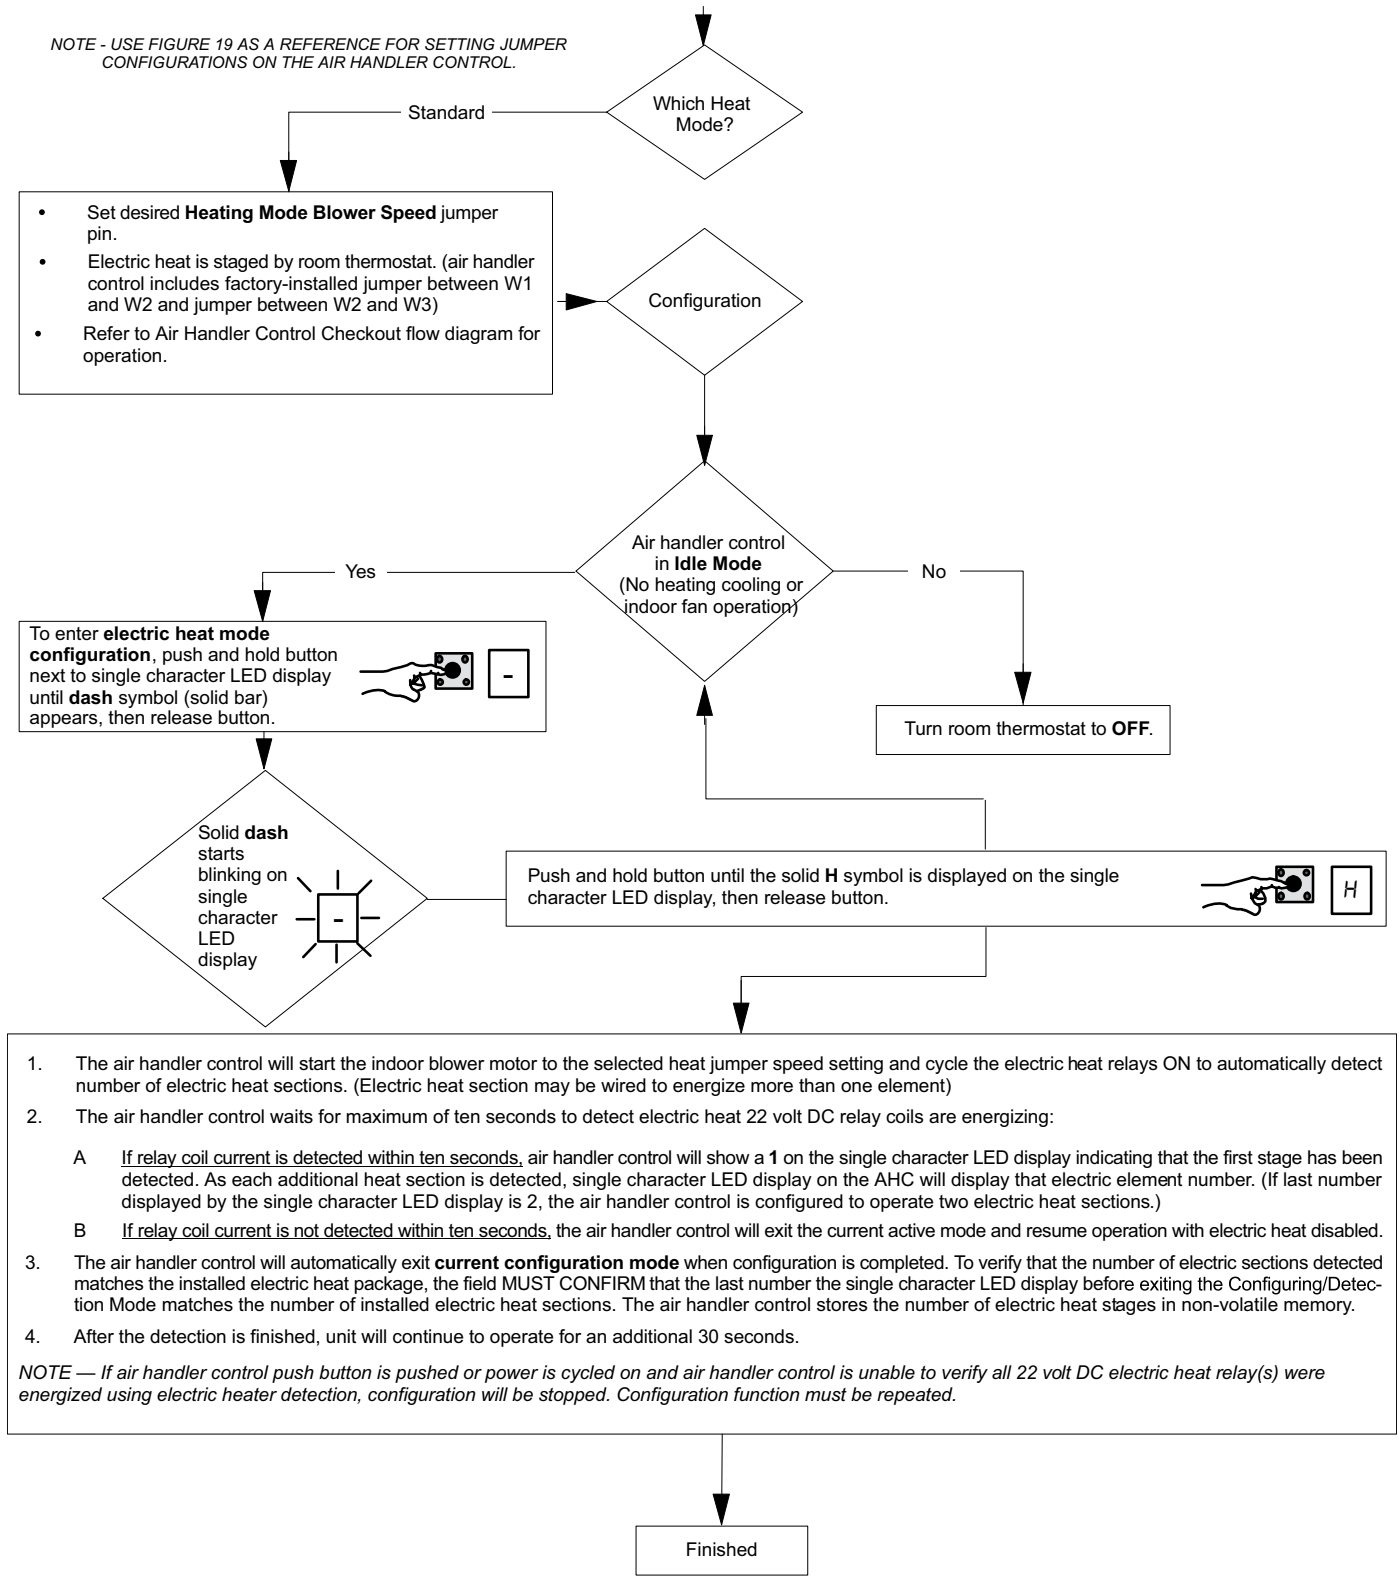 NOTE - USE FIGURE 19 AS A REFERENCE FOR SETTING JUMPER
CONFIGURATIONS ON THE AIR HANDLER CONTROL.
Which Heat
Mode?
Standard
• Set desired Heating Mode Blower Speed jumper
pin.
• Electric heat is staged by room thermostat. (air handler
control includes factory-installed jumper between W1
and W2 and jumper between W2 and W3)
• Refer to Air Handler Control Checkout flow diagram for
operation.
Configuration
Air handler control
in Idle Mode
(No heating cooling or
indoor fan operation)
Yes
No
To enter electric heat mode
configuration, push and hold button
next to single character LED display
until dash symbol (solid bar)
appears, then release button.
-
Turn room thermostat to OFF.
Solid dash
starts
blinking on
single
character
LED
display
-
Push and hold button until the solid H symbol is displayed on the single
character LED display, then release button.
H
1. The air handler control will start the indoor blower motor to the selected heat jumper speed setting and cycle the electric heat relays ON to automatically detect
number of electric heat sections. (Electric heat section may be wired to energize more than one element)
2. The air handler control waits for maximum of ten seconds to detect electric heat 22 volt DC relay coils are energizing:
A If relay coil current is detected within ten seconds, air handler control will show a 1 on the single character LED display indicating that the first stage has been
detected. As each additional heat section is detected, single character LED display on the AHC will display that electric element number. (If last number
displayed by the single character LED display is 2, the air handler control is configured to operate two electric heat sections.)
B If relay coil current is not detected within ten seconds, the air handler control will exit the current active mode and resume operation with electric heat disabled.
3. The air handler control will automatically exit current configuration mode when configuration is completed. To verify that the number of electric sections detected
matches the installed electric heat package, the field MUST CONFIRM that the last number the single character LED display before exiting the Configuring/Detec-
tion Mode matches the number of installed electric heat sections. The air handler control stores the number of electric heat stages in non-volatile memory.
4. After the detection is finished, unit will continue to operate for an additional 30 seconds.
NOTE — If air handler control push button is pushed or power is cycled on and air handler control is unable to verify all 22 volt DC electric heat relay(s) were
energized using electric heater detection, configuration will be stopped. Configuration function must be repeated.
Finished